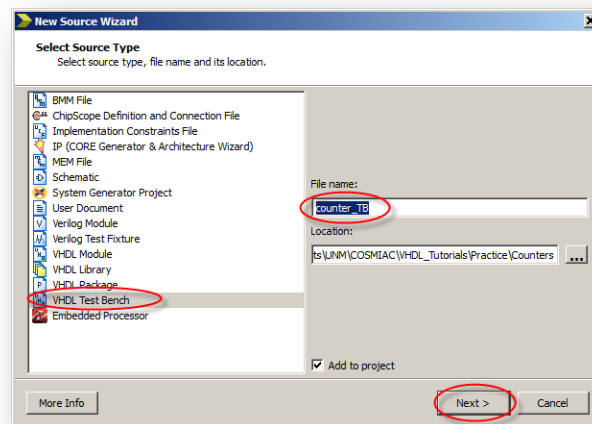 New Source Wizard
Select Source Type
Select source type, file name and its location.
BMM File
ChipScope Definition and Connection File
Implementation Constraints File
IP (CORE Generator & Architecture Wizard)
MEM File
Schematic
System Generator Project
User Document
Verilog Module
Verilog Test Fixture
VHDL Module
VHDL Library
VHDL Package
VHDL Test Bench
Embedded Processor
File name:
counter_TB
Location:
ts\UNM\COSMIAC\VHDL_Tutorials\Practice\Counters
...
Add to project
More Info
Next >
Cancel